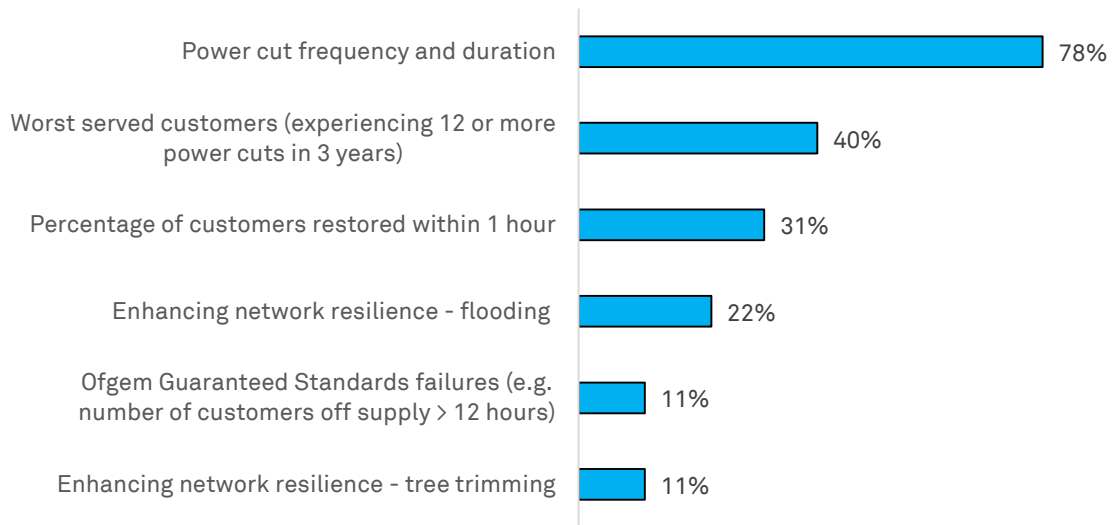 Power cut frequency and duration
78%
Worst served customers (experiencing 12 or more
power cuts in 3 years)
40%
Percentage of customers restored within 1 hour
31%
Enhancing network resilience - flooding
22%
Ofgem Guaranteed Standards failures (e.g.
number of customers off supply > 12 hours)
11%
Enhancing network resilience - tree trimming
11%